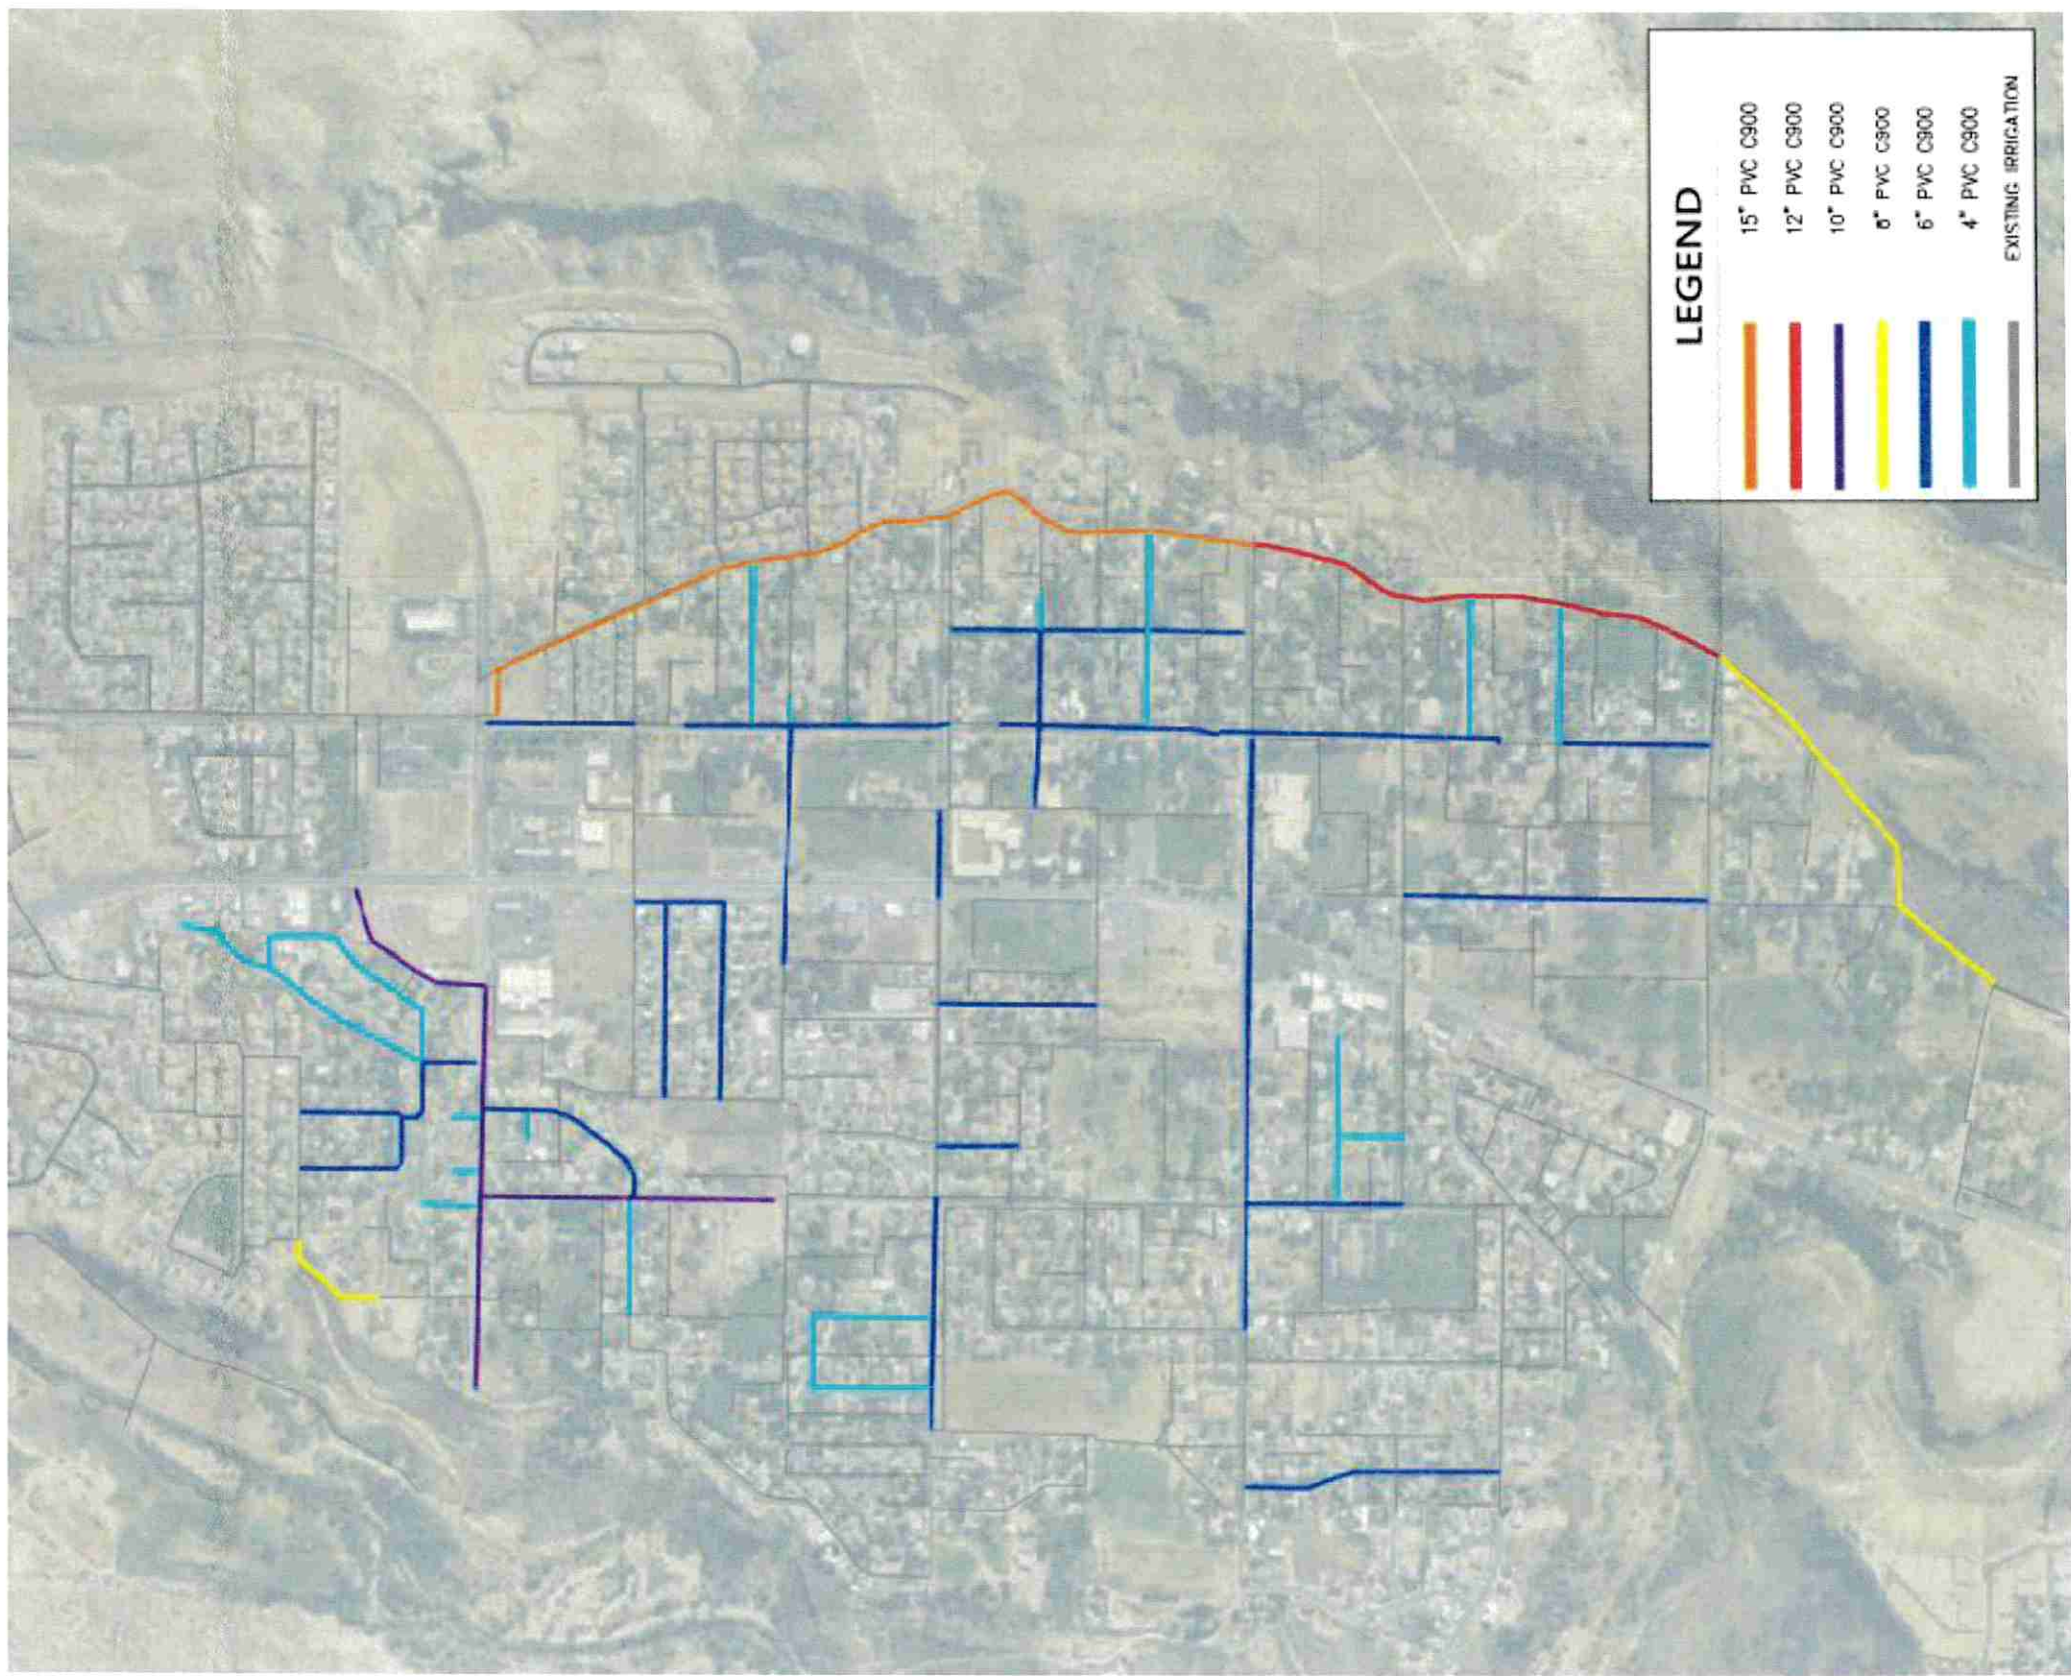 LEGEND
15" PVC C900
12" PVC C900
10" PVC C900
8" PVC C900
6" PVC C900
4" PVC C900
EXISTING IRRIGATION